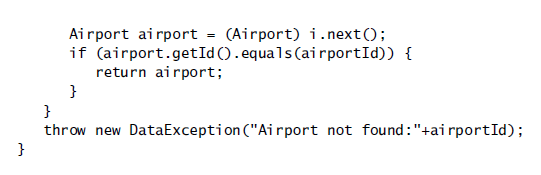 Airport airport = (Airport) i.next();
if (airport.getId().equals(airportId)) {
return airport;
}
}
throw new DataException("Airport not found:"+airportId);
}